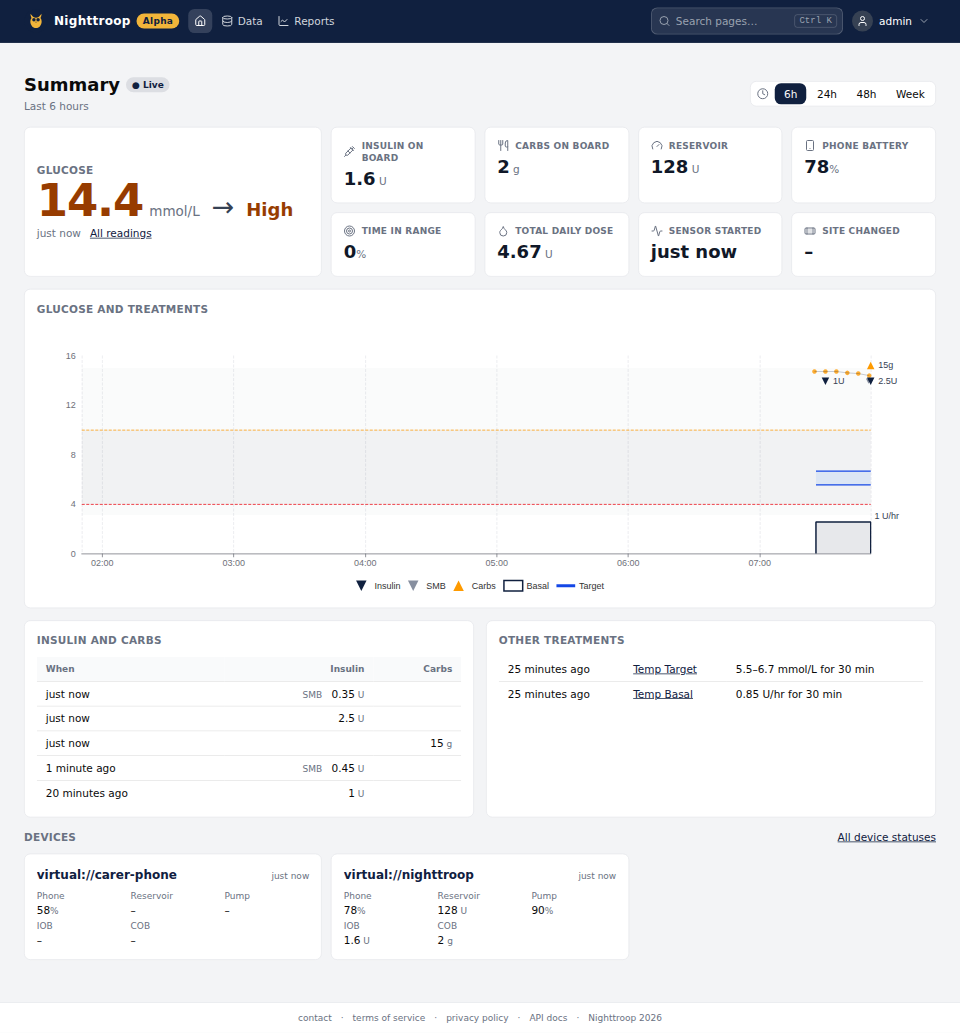 Nighttroop Alpha Data Reports Search pages... Ctrl K admin
Summary Live
Last 6 hours
6h 24h 48h Week
GLUCOSE
14.4 mmol/L → High
just now All readings
INSULIN ON BOARD
1.6 U
CARBS ON BOARD
2 g
RESERVOIR
128 U
PHONE BATTERY
78%
TIME IN RANGE
0%
TOTAL DAILY DOSE
4.67 U
SENSOR STARTED
just now
SITE CHANGED
–
GLUCOSE AND TREATMENTS
16
12
8
4
0
15g
1U
2.5U
1 U/hr
02:00 03:00 04:00 05:00 06:00 07:00
Insulin SMB Carbs Basal Target
INSULIN AND CARBS
When Insulin Carbs
just now SMB 0.35 U
just now 2.5 U
just now 15 g
1 minute ago SMB 0.45 U
20 minutes ago 1 U
OTHER TREATMENTS
25 minutes ago Temp Target 5.5–6.7 mmol/L for 30 min
25 minutes ago Temp Basal 0.85 U/hr for 30 min
DEVICES
All device statuses
virtual://carer-phone just now
Phone Reservoir Pump
58% – –
IOB COB
– –
virtual://nighttroop just now
Phone Reservoir Pump
78% 128 U 90%
IOB COB
1.6 U 2 g
contact · terms of service · privacy policy · API docs · Nighttroop 2026